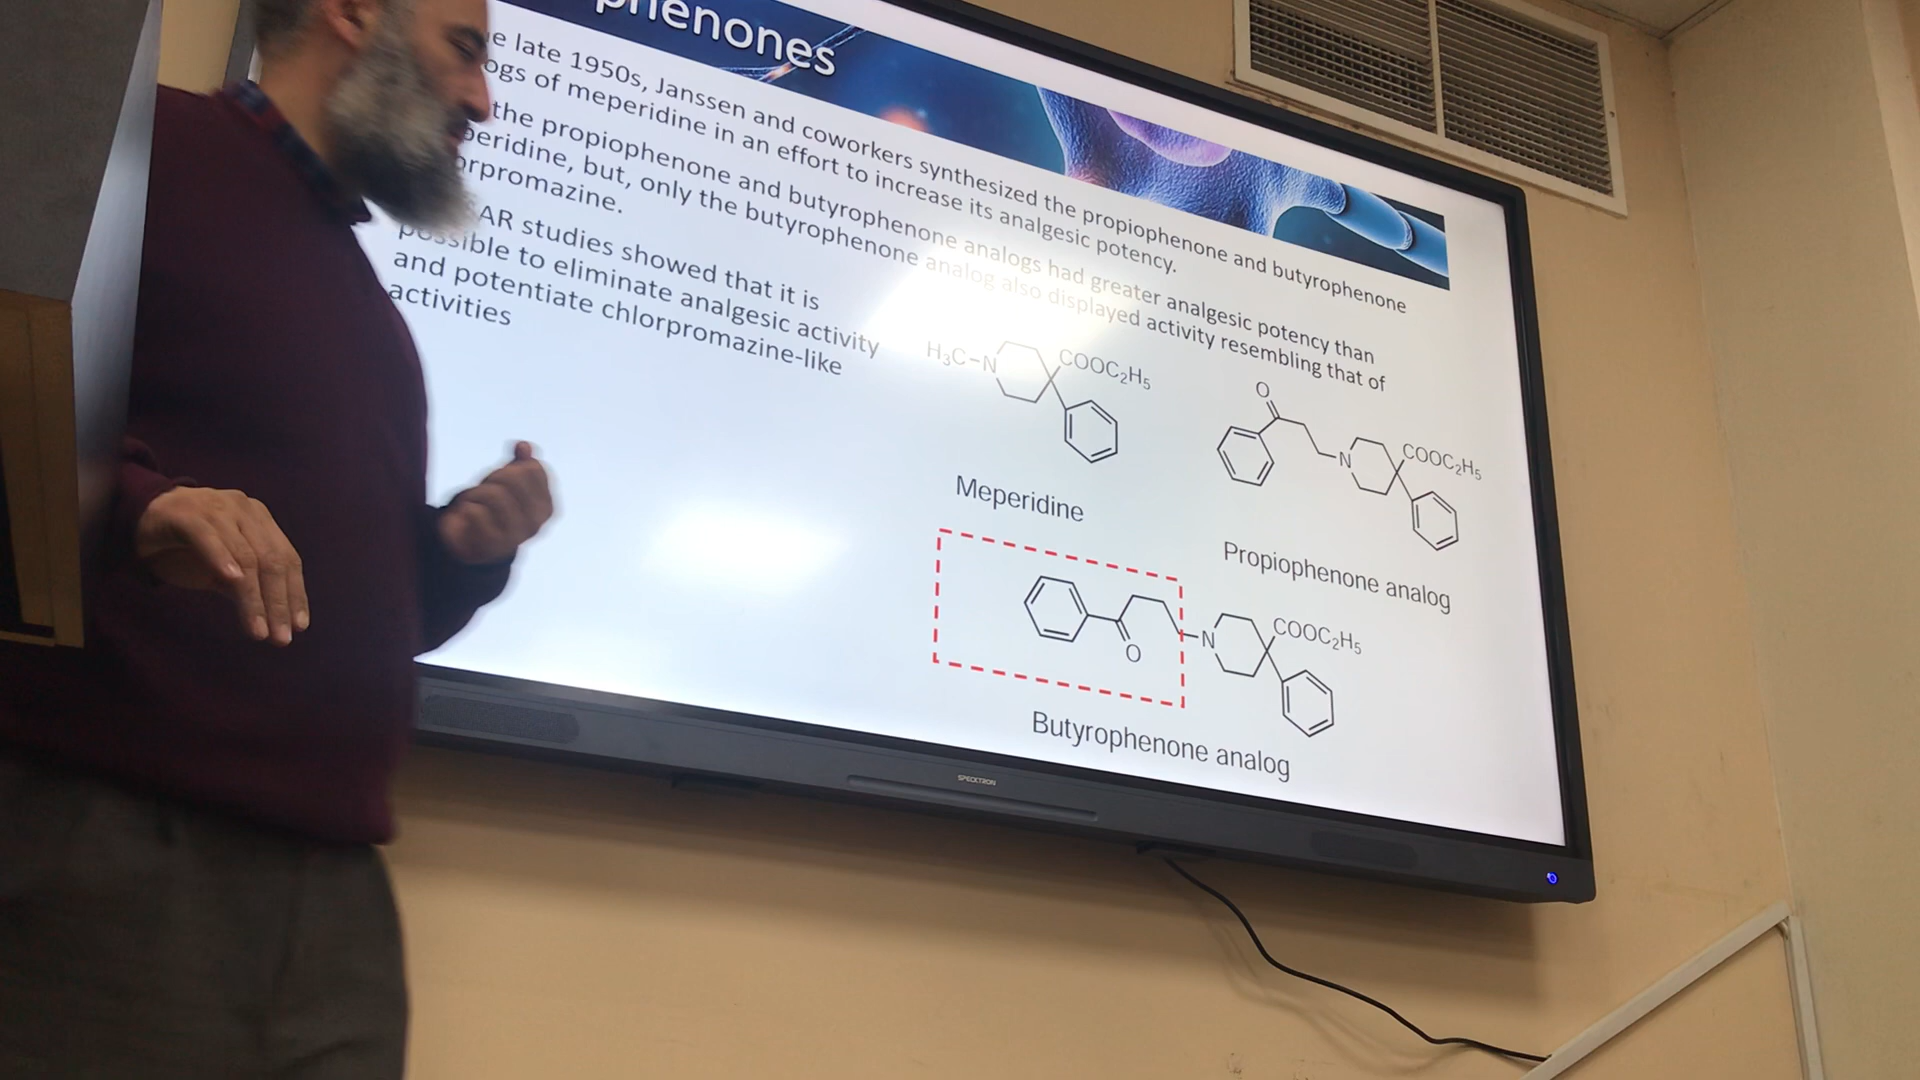 phenones
e late 1950s, Janssen and coworkers synthesized the propiophenone and butyrophenone
ogs of meperidine in an effort to increase its analgesic potency.
the propiophenone and butyrophenone analogs had greater analgesic potency than
peridine, but, only the butyrophenone analog also displayed activity resembling that of
orpromazine.
AR studies showed that it is
possible to eliminate analgesic activity
and potentiate chlorpromazine-like
activities
H₃C-N
COOC₂H₅
O
N
COOC₂H₅
Meperidine
Propiophenone analog
O
N
COOC₂H₅
Butyrophenone analog
SPECKTRON